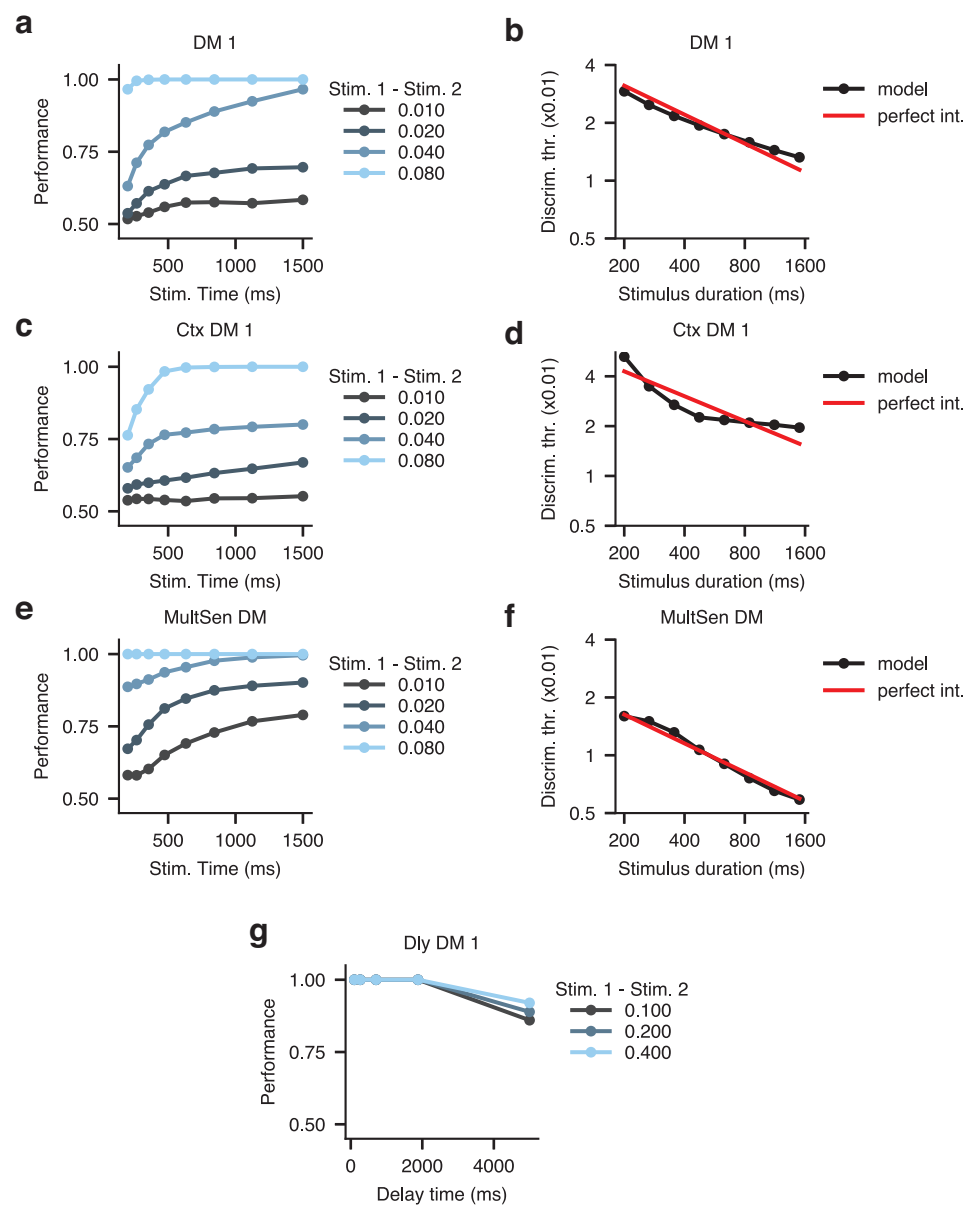 a
DM 1
Performance
1.00
0.75
0.50
500
1000
1500
Stim. Time (ms)
Stim. 1 - Stim. 2
0.010
0.020
0.040
0.080
b
DM 1
Discrim. thr. (x0.01)
4
2
1
0.5
200
400
800
1600
Stimulus duration (ms)
model
perfect int.
c
Ctx DM 1
Performance
1.00
0.75
0.50
500
1000
1500
Stim. Time (ms)
Stim. 1 - Stim. 2
0.010
0.020
0.040
0.080
d
Ctx DM 1
Discrim. thr. (x0.01)
4
2
1
0.5
200
400
800
1600
Stimulus duration (ms)
model
perfect int.
e
MultSen DM
Performance
1.00
0.75
0.50
500
1000
1500
Stim. Time (ms)
Stim. 1 - Stim. 2
0.010
0.020
0.040
0.080
f
MultSen DM
Discrim. thr. (x0.01)
4
2
1
0.5
200
400
800
1600
Stimulus duration (ms)
model
perfect int.
g
Dly DM 1
Performance
1.00
0.75
0.50
0
2000
4000
Delay time (ms)
Stim. 1 - Stim. 2
0.100
0.200
0.400